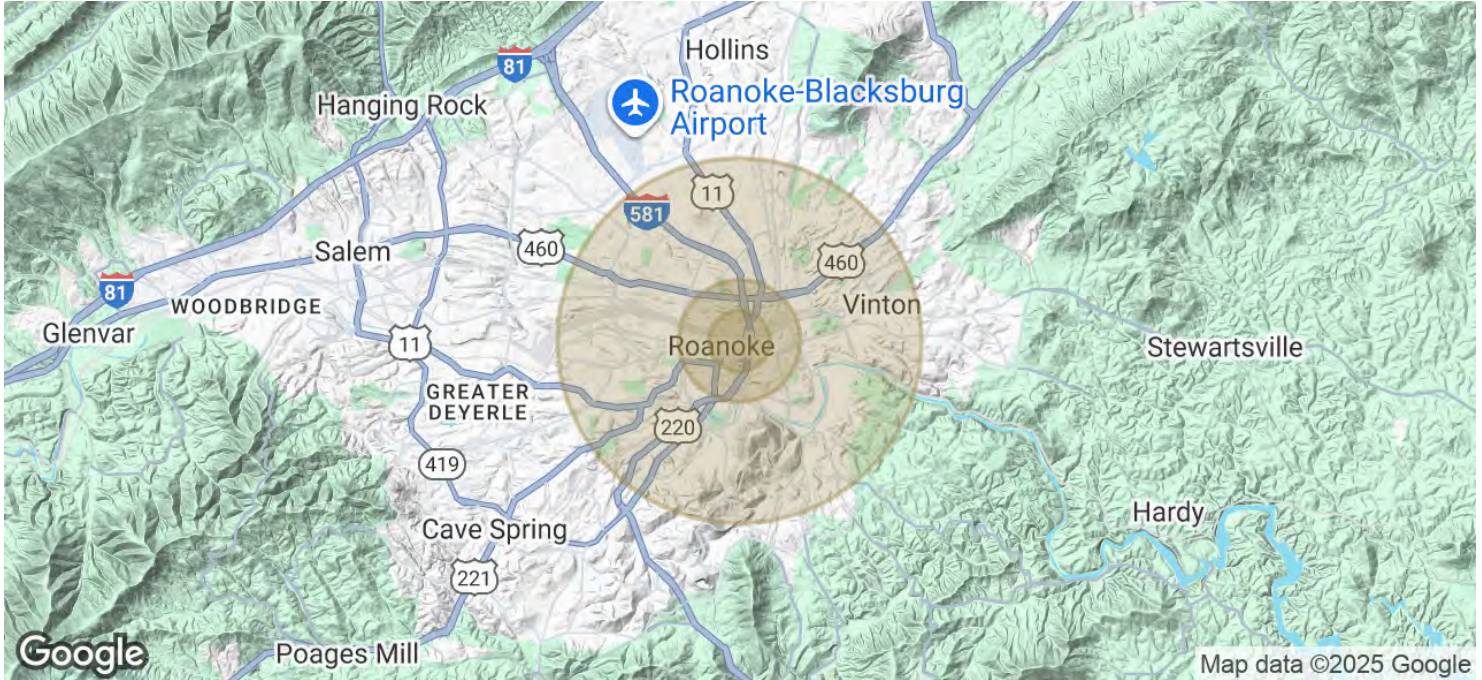 Hollins
81
Roanoke-Blacksburg
Airport
Hanging Rock
11
581
Salem
460
460
81
WOODBRIDGE
Vinton
Glenvar
11
Roanoke
Stewartsville
GREATER
DEYERLE
220
419
Hardy
Cave Spring
221
Poages Mill
Google
Map data ©2025 Google